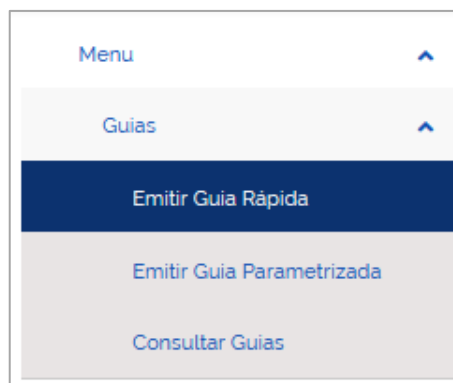 Menu
Guias
Emitir Guia Rápida
Emitir Guia Parametrizada
Consultar Guias